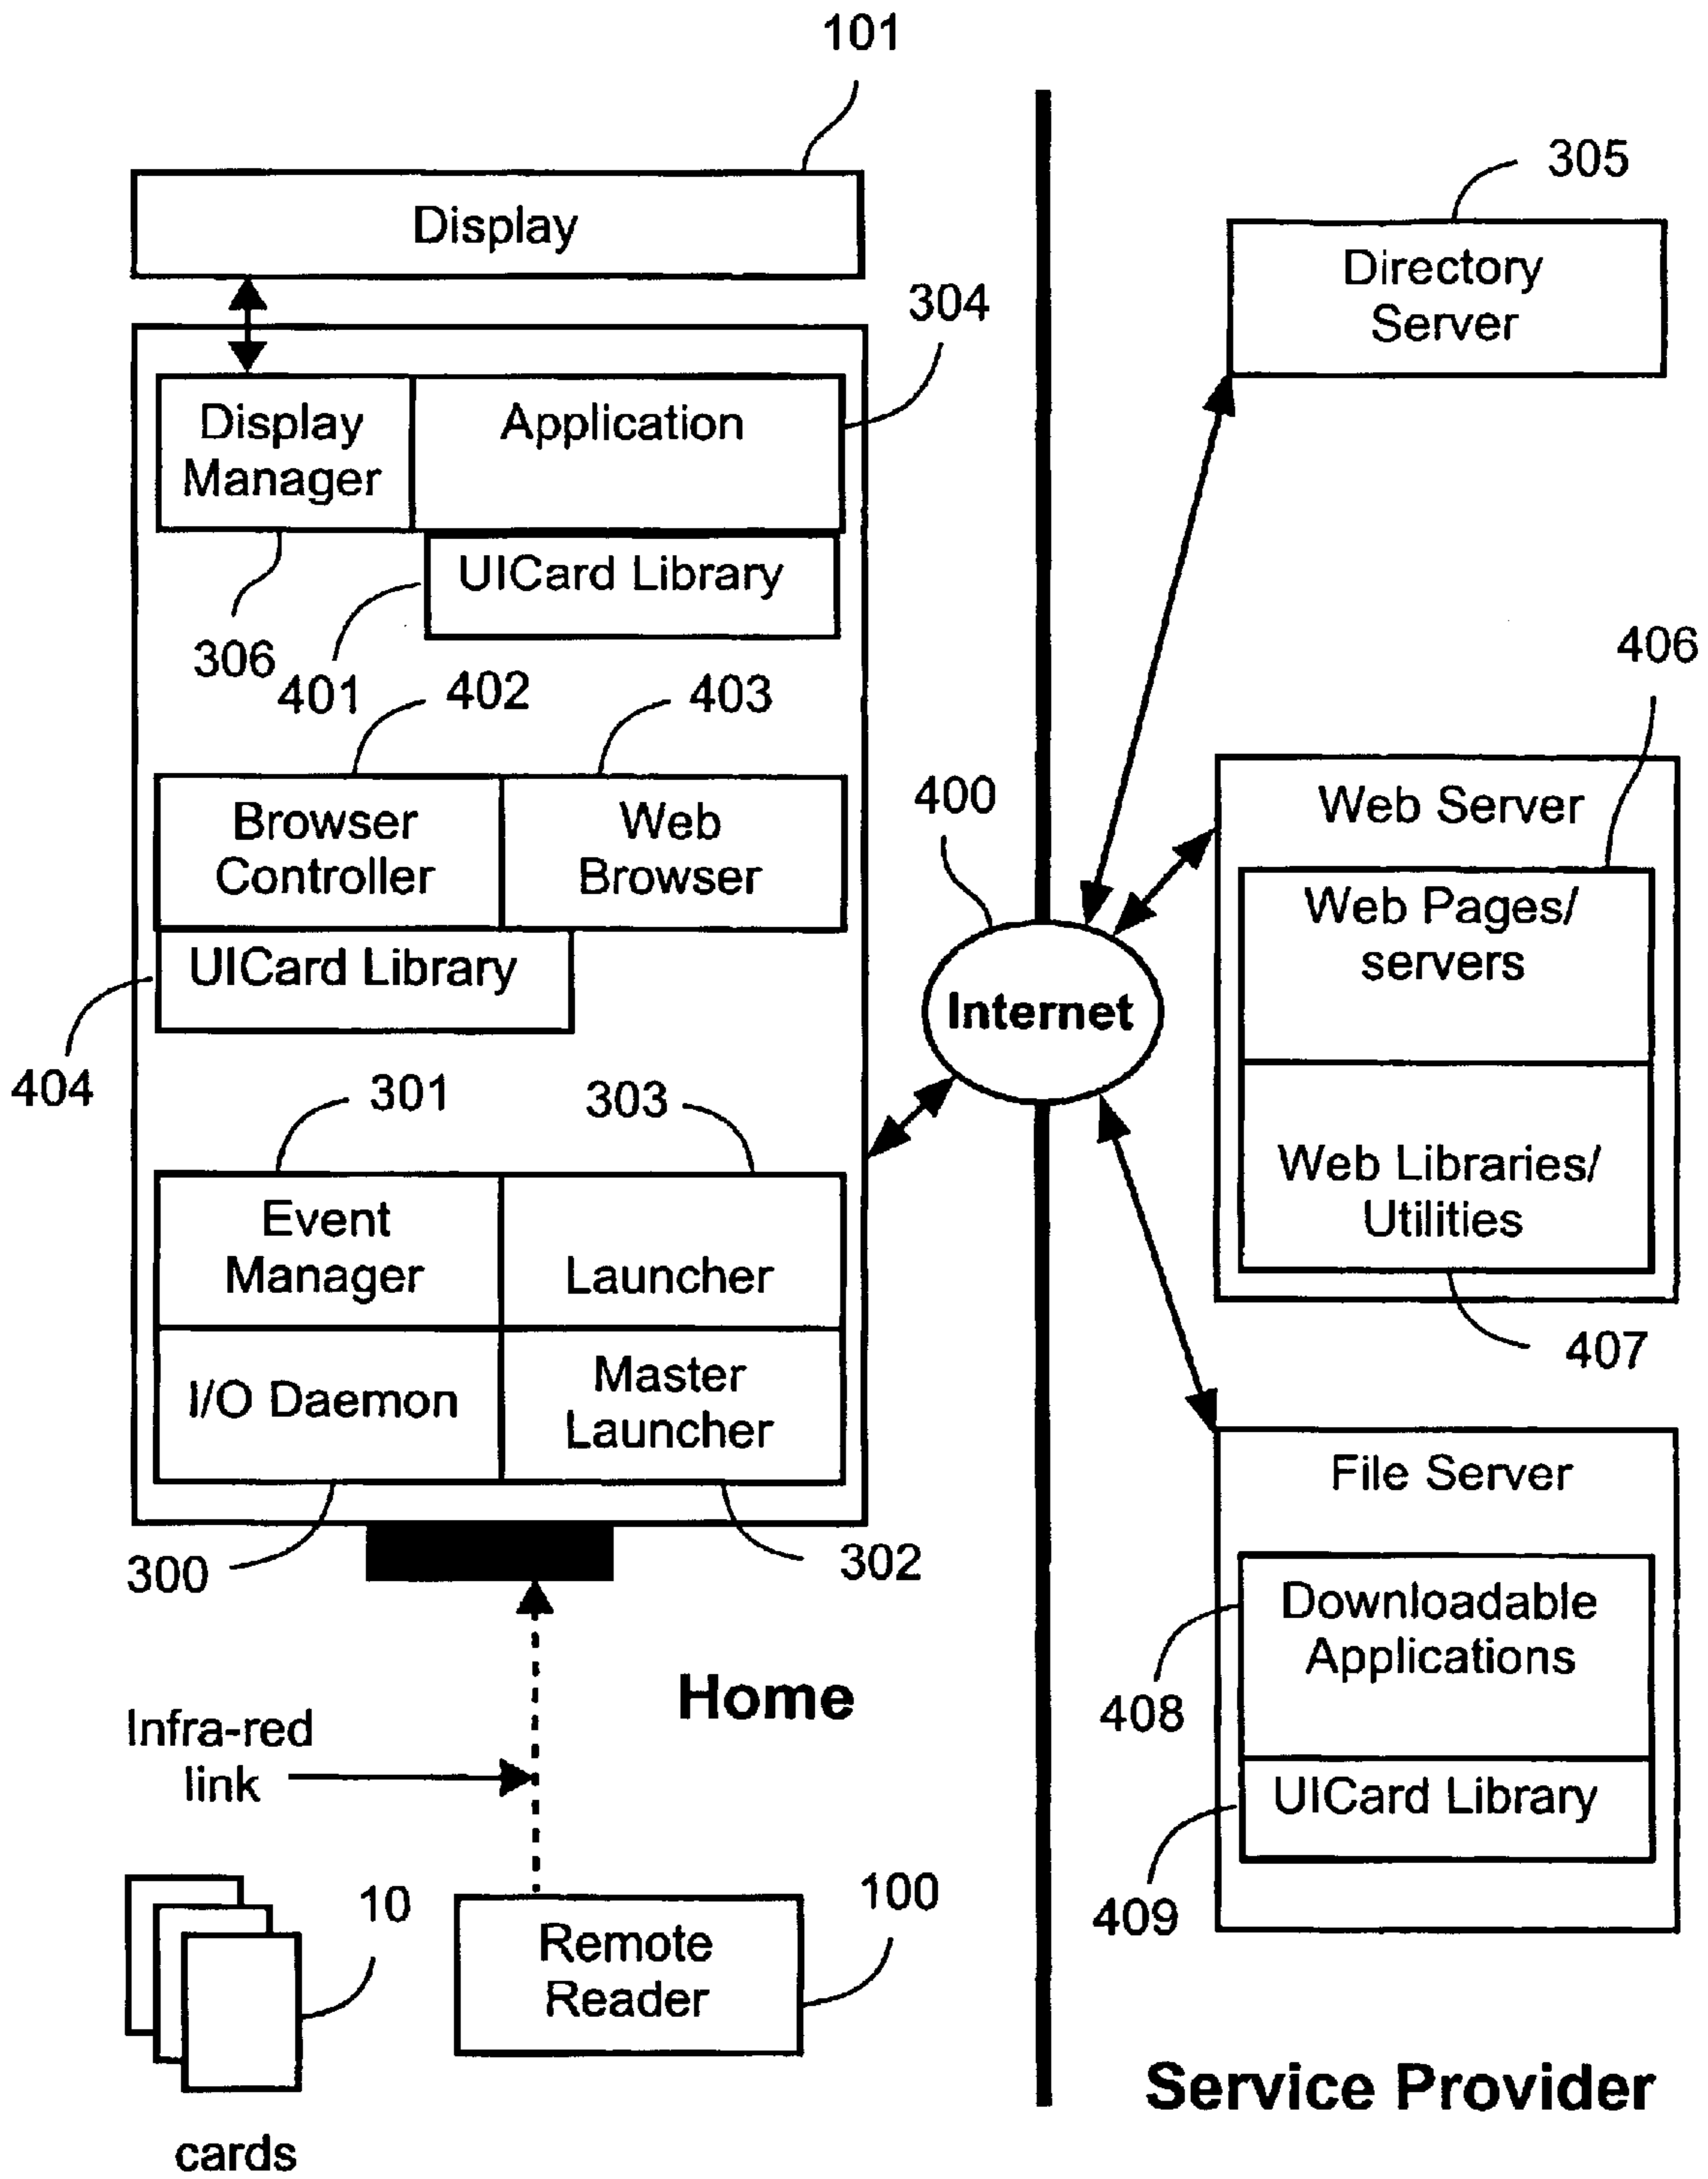 101
Display
304
Display
Manager
Application
UICard Library
306
401
402
403
Browser
Controller
Web
Browser
UICard Library
404
301
303
Event
Manager
Launcher
I/O Daemon
Master
Launcher
300
302
Home
Infra-red
link
10
cards
100
Remote
Reader
400
Internet
305
Directory
Server
406
Web Server
Web Pages/
servers
Web Libraries/
Utilities
407
File Server
Downloadable
Applications
408
UICard Library
409
Service Provider